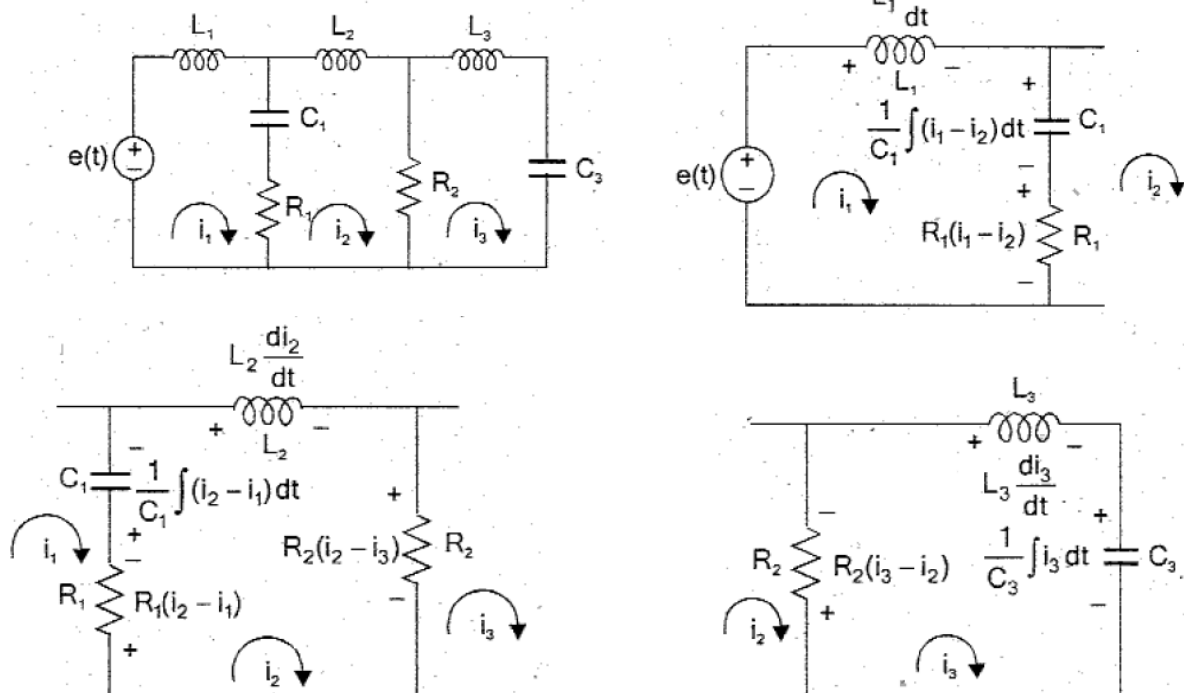 L₁ L₂ L₃
C₁
e(t) + −
R₁ R₂ C₃
i₁ i₂ i₃
L₁ dt
+ −
L₁
+
1/C₁ ∫(i₁ − i₂) dt C₁
−
e(t) + −
+
i₁ i₂
R₁(i₁ − i₂) R₁
−
L₂ di₂/dt
+ −
L₂
−
C₁ 1/C₁ ∫(i₂ − i₁) dt
+
+
−
i₁
R₂(i₂ − i₃) R₂
R₁ R₁(i₂ − i₁)
−
+
i₂ i₃
L₃
+ −
L₃ di₃/dt
− +
R₂ R₂(i₃ − i₂) 1/C₃ ∫i₃ dt C₃
+ −
i₂ i₃